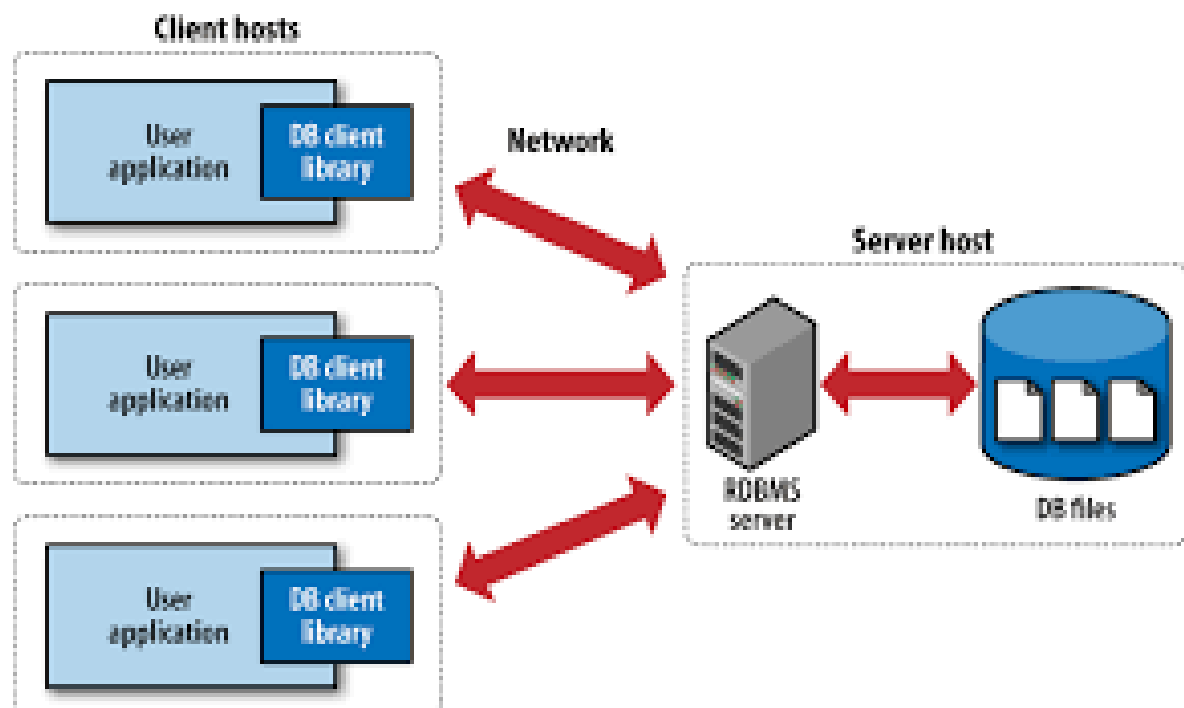 Client hosts
User
application
DB client
library
Network
User
application
DB client
library
Server host
RDBMS
server
DB files
User
application
DB client
library